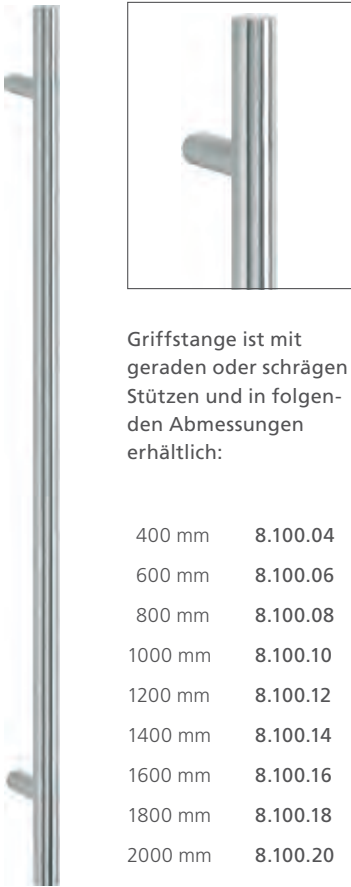 Griffstange ist mit
geraden oder schrägen
Stützen und in folgen-
den Abmessungen
erhältlich:
400 mm 8.100.04
600 mm 8.100.06
800 mm 8.100.08
1000 mm 8.100.10
1200 mm 8.100.12
1400 mm 8.100.14
1600 mm 8.100.16
1800 mm 8.100.18
2000 mm 8.100.20